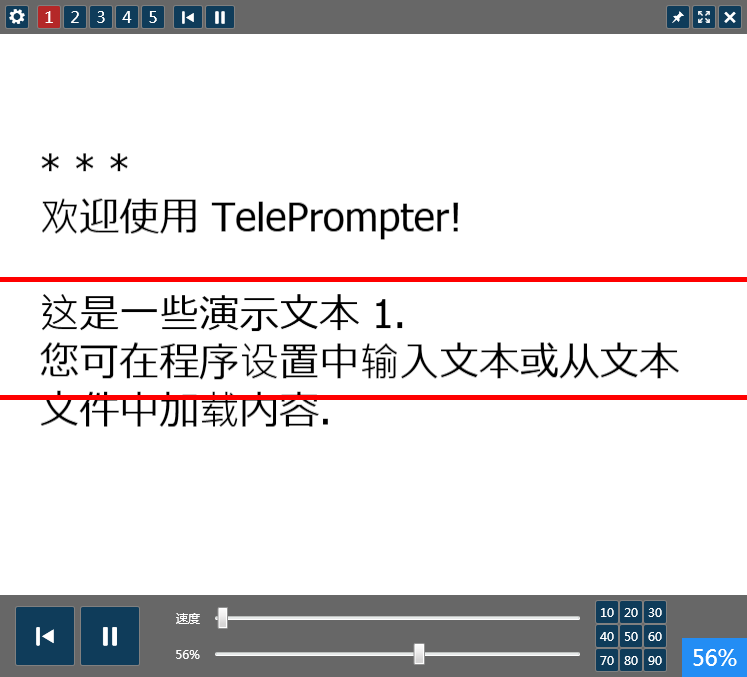 1 2 3 4 5
* * *
欢迎使用 TelePrompter!
这是一些演示文本 1.
您可在程序设置中输入文本或从文本
文件中加载内容.
速度
10 20 30
56%
40 50 60
70 80 90
56%